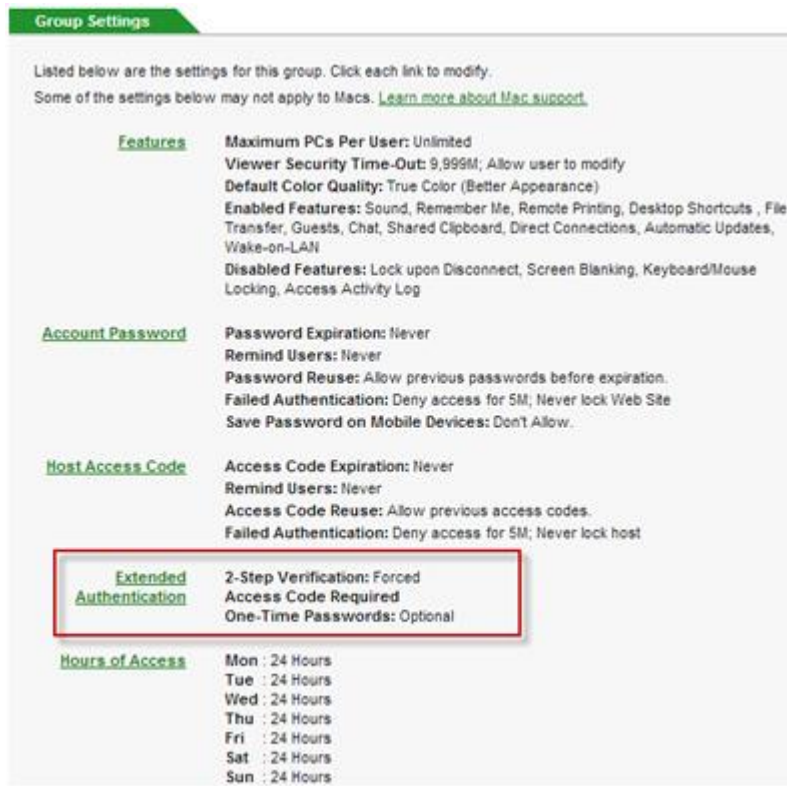 Group Settings
Listed below are the settings for this group. Click each link to modify.
Some of the settings below may not apply to Macs. Learn more about Mac support.
Features Maximum PCs Per User: Unlimited
Viewer Security Time-Out: 9,999M; Allow user to modify
Default Color Quality: True Color (Better Appearance)
Enabled Features: Sound, Remember Me, Remote Printing, Desktop Shortcuts , File
Transfer, Guests, Chat, Shared Clipboard, Direct Connections, Automatic Updates,
Wake-on-LAN
Disabled Features: Lock upon Disconnect, Screen Blanking, Keyboard/Mouse
Locking, Access Activity Log
Account Password Password Expiration: Never
Remind Users: Never
Password Reuse: Allow previous passwords before expiration.
Failed Authentication: Deny access for 5M; Never lock Web Site
Save Password on Mobile Devices: Don't Allow.
Host Access Code Access Code Expiration: Never
Remind Users: Never
Access Code Reuse: Allow previous access codes.
Failed Authentication: Deny access for 5M; Never lock host
Extended 2-Step Verification: Forced
Authentication Access Code Required
One-Time Passwords: Optional
Hours of Access Mon : 24 Hours
Tue : 24 Hours
Wed : 24 Hours
Thu : 24 Hours
Fri : 24 Hours
Sat : 24 Hours
Sun : 24 Hours